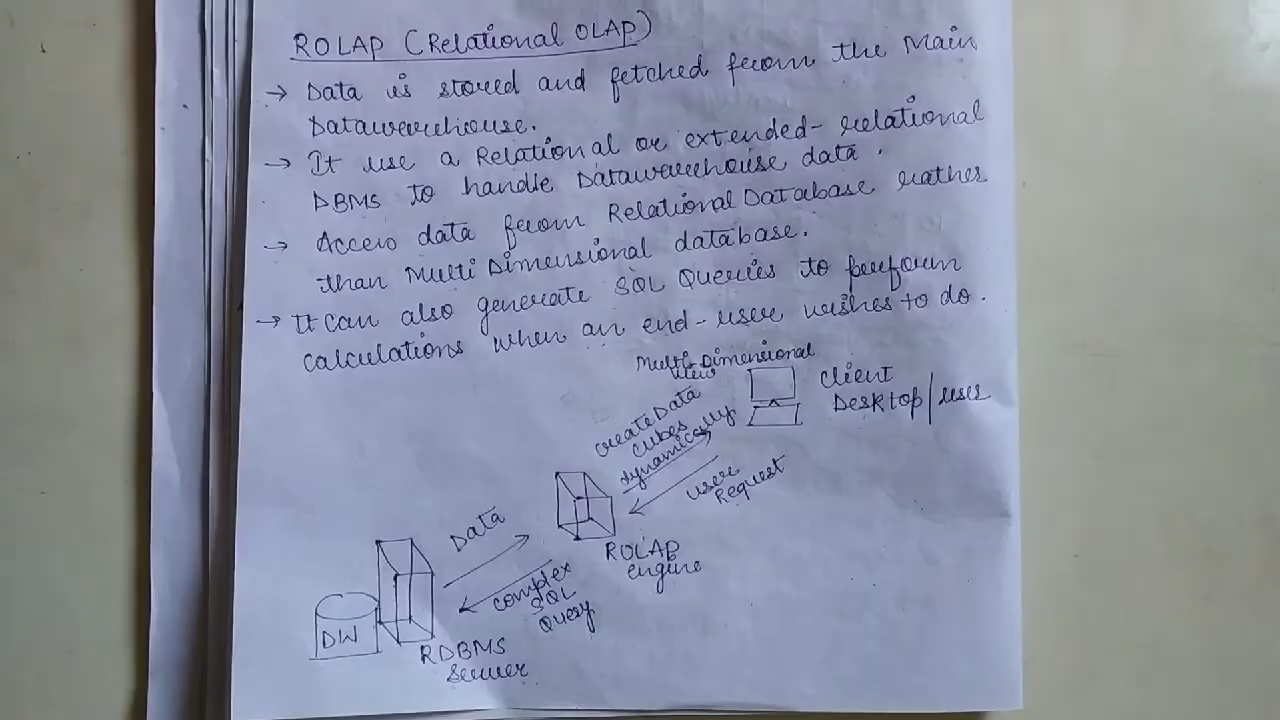 ROLAP (Relational OLAP)
→ Data is stored and fetched from the Main
Datawarehouse.
→ It use a Relational or extended-relational
DBMS to handle Datawarehouse data.
→ Access data from Relational Database rather
than Multi Dimensional database.
→ It can also generate SQL Queries to perform
calculations when an end-user wishes to do.
Multi-Dimensional
View
Client
Desktop/user
Create Data
Cubes
dynamically
User
Request
ROLAP
engine
Data
Complex
SQL
Query
DW
RDBMS
Server